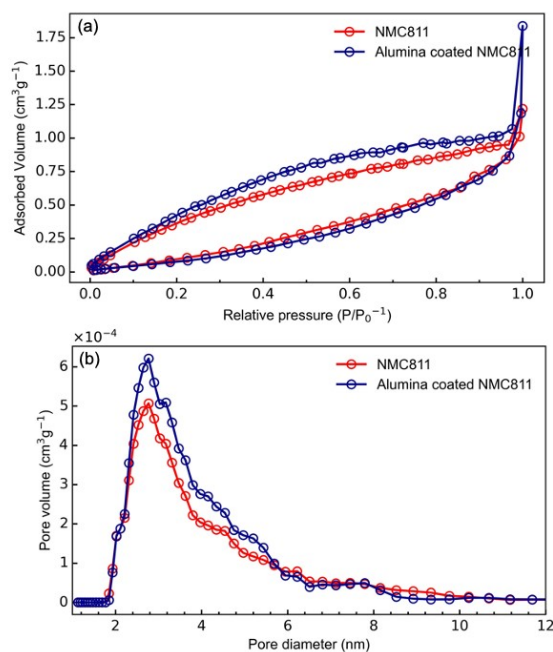 (a)
NMC811
Alumina coated NMC811
Adsorbed Volume (cm³g⁻¹)
1.75
1.50
1.25
1.00
0.75
0.50
0.25
0.00
0.0 0.2 0.4 0.6 0.8 1.0
Relative pressure (P/P₀⁻¹)
×10⁻⁴
(b)
NMC811
Alumina coated NMC811
Pore volume (cm³g⁻¹)
6
5
4
3
2
1
0
2 4 6 8 10 12
Pore diameter (nm)